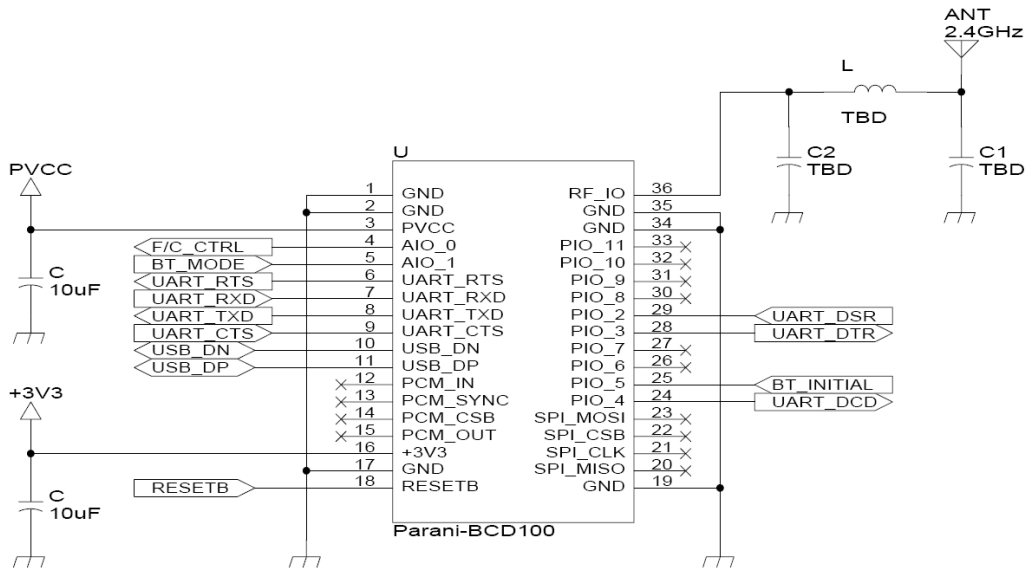 ANT
2.4GHz
L
TBD
C2
TBD
C1
TBD
U
PVCC
C
10uF
+3V3
C
10uF
F/C_CTRL
BT_MODE
UART_RTS
UART_RXD
UART_TXD
UART_CTS
USB_DN
USB_DP
RESETB
1 GND
2 GND
3 PVCC
4 AIO_0
5 AIO_1
6 UART_RTS
7 UART_RXD
8 UART_TXD
9 UART_CTS
10 USB_DN
11 USB_DP
12 PCM_IN
13 PCM_SYNC
14 PCM_CSB
15 PCM_OUT
16 +3V3
17 GND
18 RESETB
RF_IO 36
GND 35
GND 34
PIO_11 33
PIO_10 32
PIO_9 31
PIO_8 30
PIO_2 29
PIO_3 28
PIO_7 27
PIO_6 26
PIO_5 25
PIO_4 24
SPI_MOSI 23
SPI_CSB 22
SPI_CLK 21
SPI_MISO 20
GND 19
UART_DSR
UART_DTR
BT_INITIAL
UART_DCD
Parani-BCD100